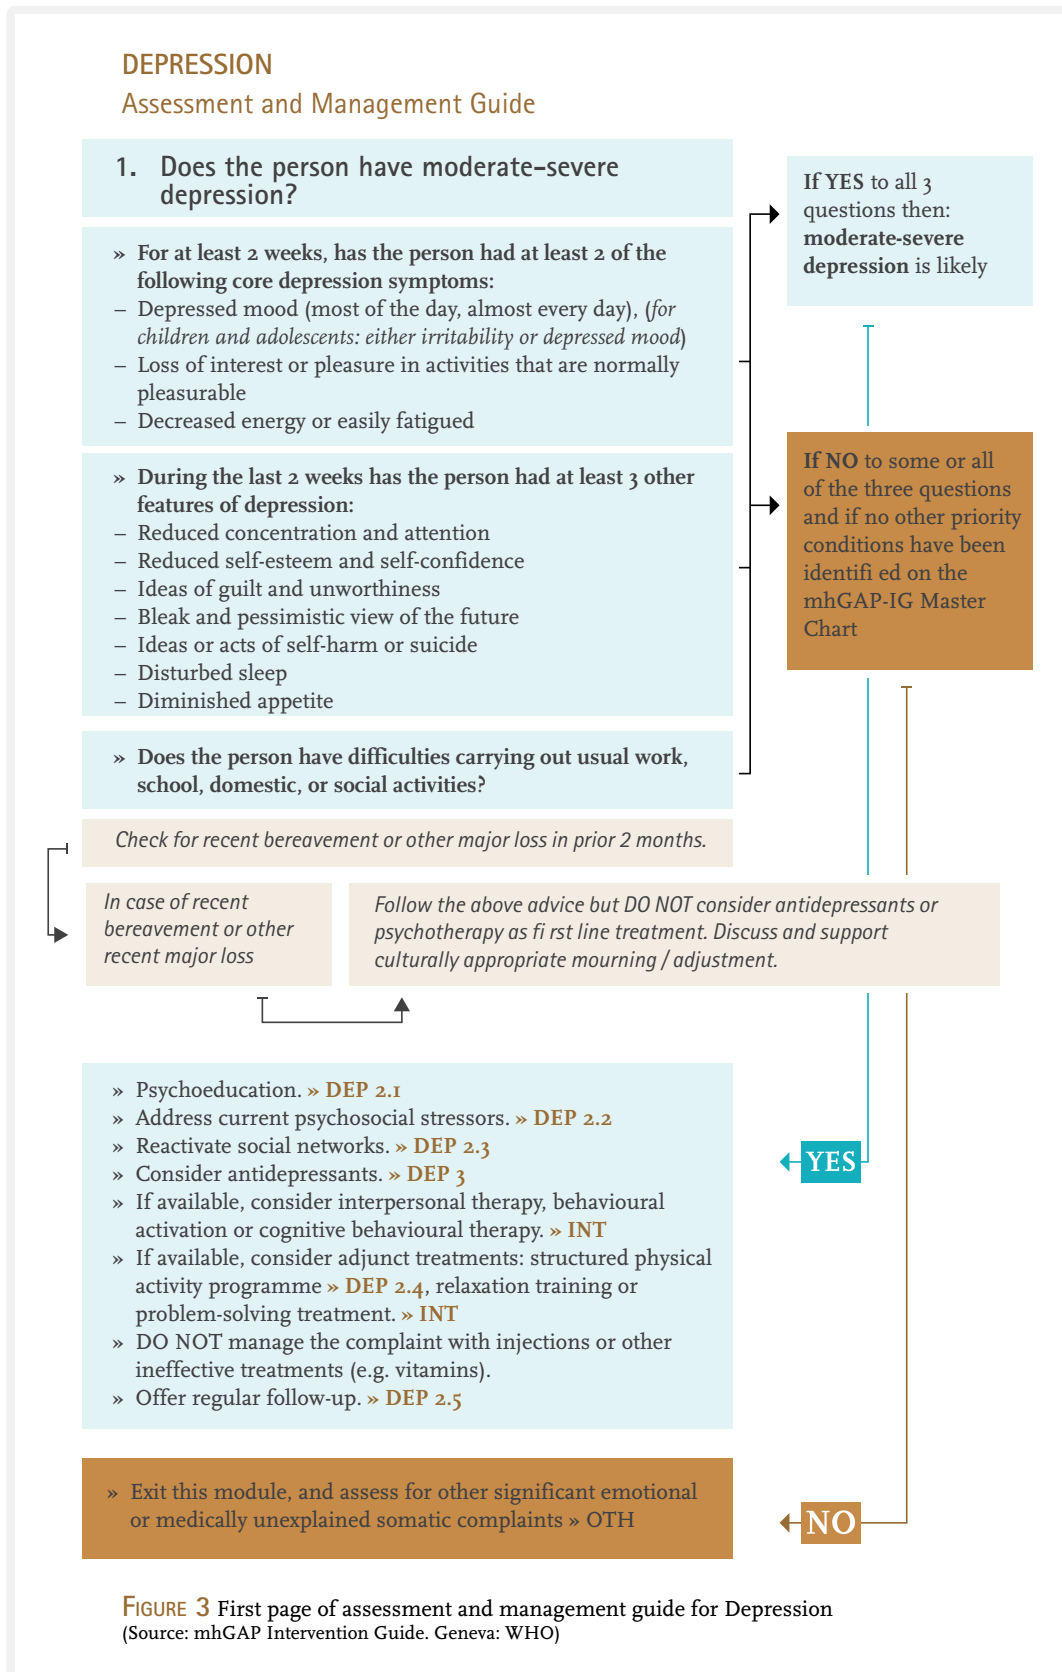 DEPRESSION
Assessment and Management Guide
1. Does the person have moderate-severe
depression?
» For at least 2 weeks, has the person had at least 2 of the
following core depression symptoms:
– Depressed mood (most of the day, almost every day), (for
children and adolescents: either irritability or depressed mood)
– Loss of interest or pleasure in activities that are normally
pleasurable
– Decreased energy or easily fatigued
» During the last 2 weeks has the person had at least 3 other
features of depression:
– Reduced concentration and attention
– Reduced self-esteem and self-confidence
– Ideas of guilt and unworthiness
– Bleak and pessimistic view of the future
– Ideas or acts of self-harm or suicide
– Disturbed sleep
– Diminished appetite
» Does the person have difficulties carrying out usual work,
school, domestic, or social activities?
If YES to all 3
questions then:
moderate-severe
depression is likely
If NO to some or all
of the three questions
and if no other priority
conditions have been
identifi ed on the
mhGAP-IG Master
Chart
Check for recent bereavement or other major loss in prior 2 months.
In case of recent
bereavement or other
recent major loss
Follow the above advice but DO NOT consider antidepressants or
psychotherapy as fi rst line treatment. Discuss and support
culturally appropriate mourning / adjustment.
» Psychoeducation. » DEP 2.1
» Address current psychosocial stressors. » DEP 2.2
» Reactivate social networks. » DEP 2.3
» Consider antidepressants. » DEP 3
» If available, consider interpersonal therapy, behavioural
activation or cognitive behavioural therapy. » INT
» If available, consider adjunct treatments: structured physical
activity programme » DEP 2.4, relaxation training or
problem-solving treatment. » INT
» DO NOT manage the complaint with injections or other
ineffective treatments (e.g. vitamins).
» Offer regular follow-up. » DEP 2.5
YES
» Exit this module, and assess for other significant emotional
or medically unexplained somatic complaints » OTH
NO
FIGURE 3 First page of assessment and management guide for Depression
(Source: mhGAP Intervention Guide. Geneva: WHO)